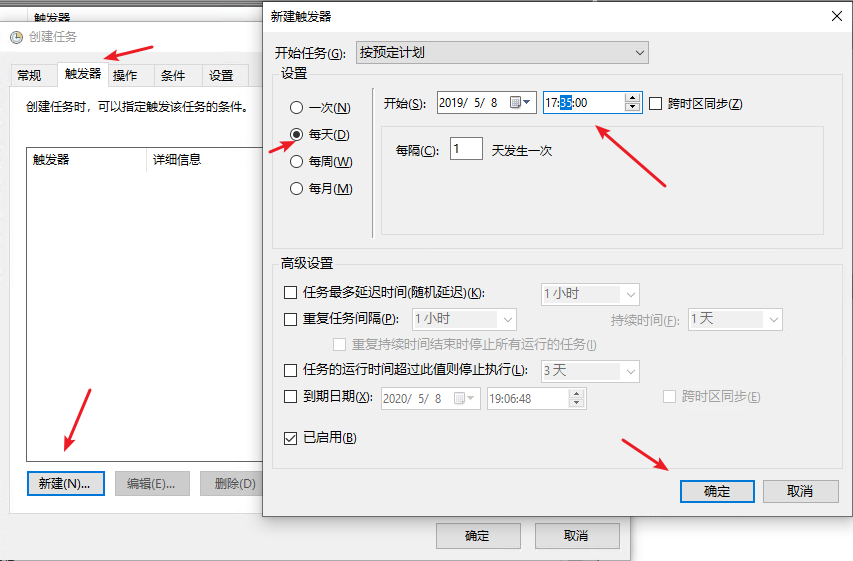 触发器
创建任务
常规 触发器 操作 条件 设置
创建任务时，可以指定触发该任务的条件。
触发器 详细信息
新建(N)... 编辑(E)... 删除(D)
确定 取消
新建触发器
开始任务(G): 按预定计划
设置
一次(N)
每天(D)
每周(W)
每月(M)
开始(S): 2019/ 5/ 8 17:35:00 跨时区同步(Z)
每隔(C): 1 天发生一次
高级设置
任务最多延迟时间(随机延迟)(K): 1 小时
重复任务间隔(P): 1 小时 持续时间(F): 1 天
重复持续时间结束时停止所有运行的任务(I)
任务的运行时间超过此值则停止执行(L): 3 天
到期日期(X): 2020/ 5/ 8 19:06:48 跨时区同步(E)
已启用(B)
确定 取消